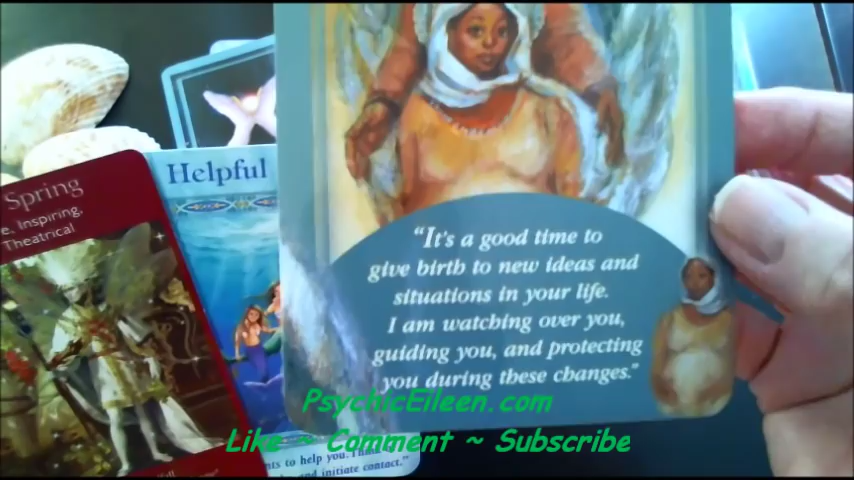 Spring
Inspiring,
Theatrical
Helpful
"It's a good time to
give birth to new ideas and
situations in your life.
I am watching over you,
guiding you, and protecting
you during these changes."
PsychicEileen.com
Like ~ Comment ~ Subscribe
to help you.
initiate contact."